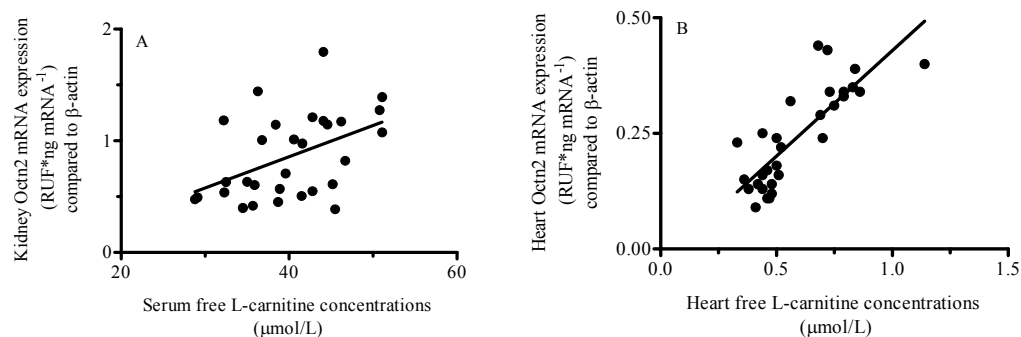 Kidney Octn2 mRNA expression
(RUF*ng mRNA⁻¹)
compared to β-actin
A
2
1
0
20
40
60
Serum free L-carnitine concentrations
(μmol/L)
Heart Octn2 mRNA expression
(RUF*ng mRNA⁻¹)
compared to β-actin
B
0.50
0.25
0.00
0.0
0.5
1.0
1.5
Heart free L-carnitine concentrations
(μmol/L)